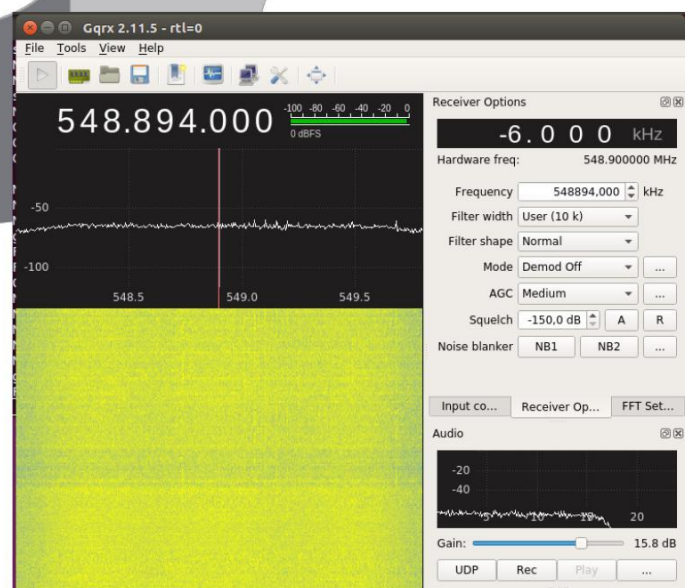 Gqrx 2.11.5 - rtl=0
File Tools View Help
548.894.000
-100 -80 -60 -40 -20 0
0 dBFS
-50
-100
548.5 549.0 549.5
Receiver Options
-6.000 kHz
Hardware freq: 548.900000 MHz
Frequency 548894,000 kHz
Filter width User (10 k)
Filter shape Normal
Mode Demod Off ...
AGC Medium ...
Squelch -150,0 dB A R
Noise blanker NB1 NB2 ...
Input co... Receiver Op... FFT Set...
Audio
-20
-40
5 10 15 20
Gain: 15.8 dB
UDP Rec Play ...